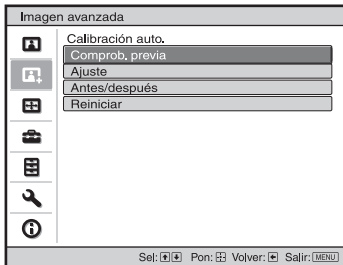 Imagen avanzada
Calibración auto.
Comprob. previa
Ajuste
Antes/después
Reiniciar
Sel: Pon: Volver: Salir: MENU